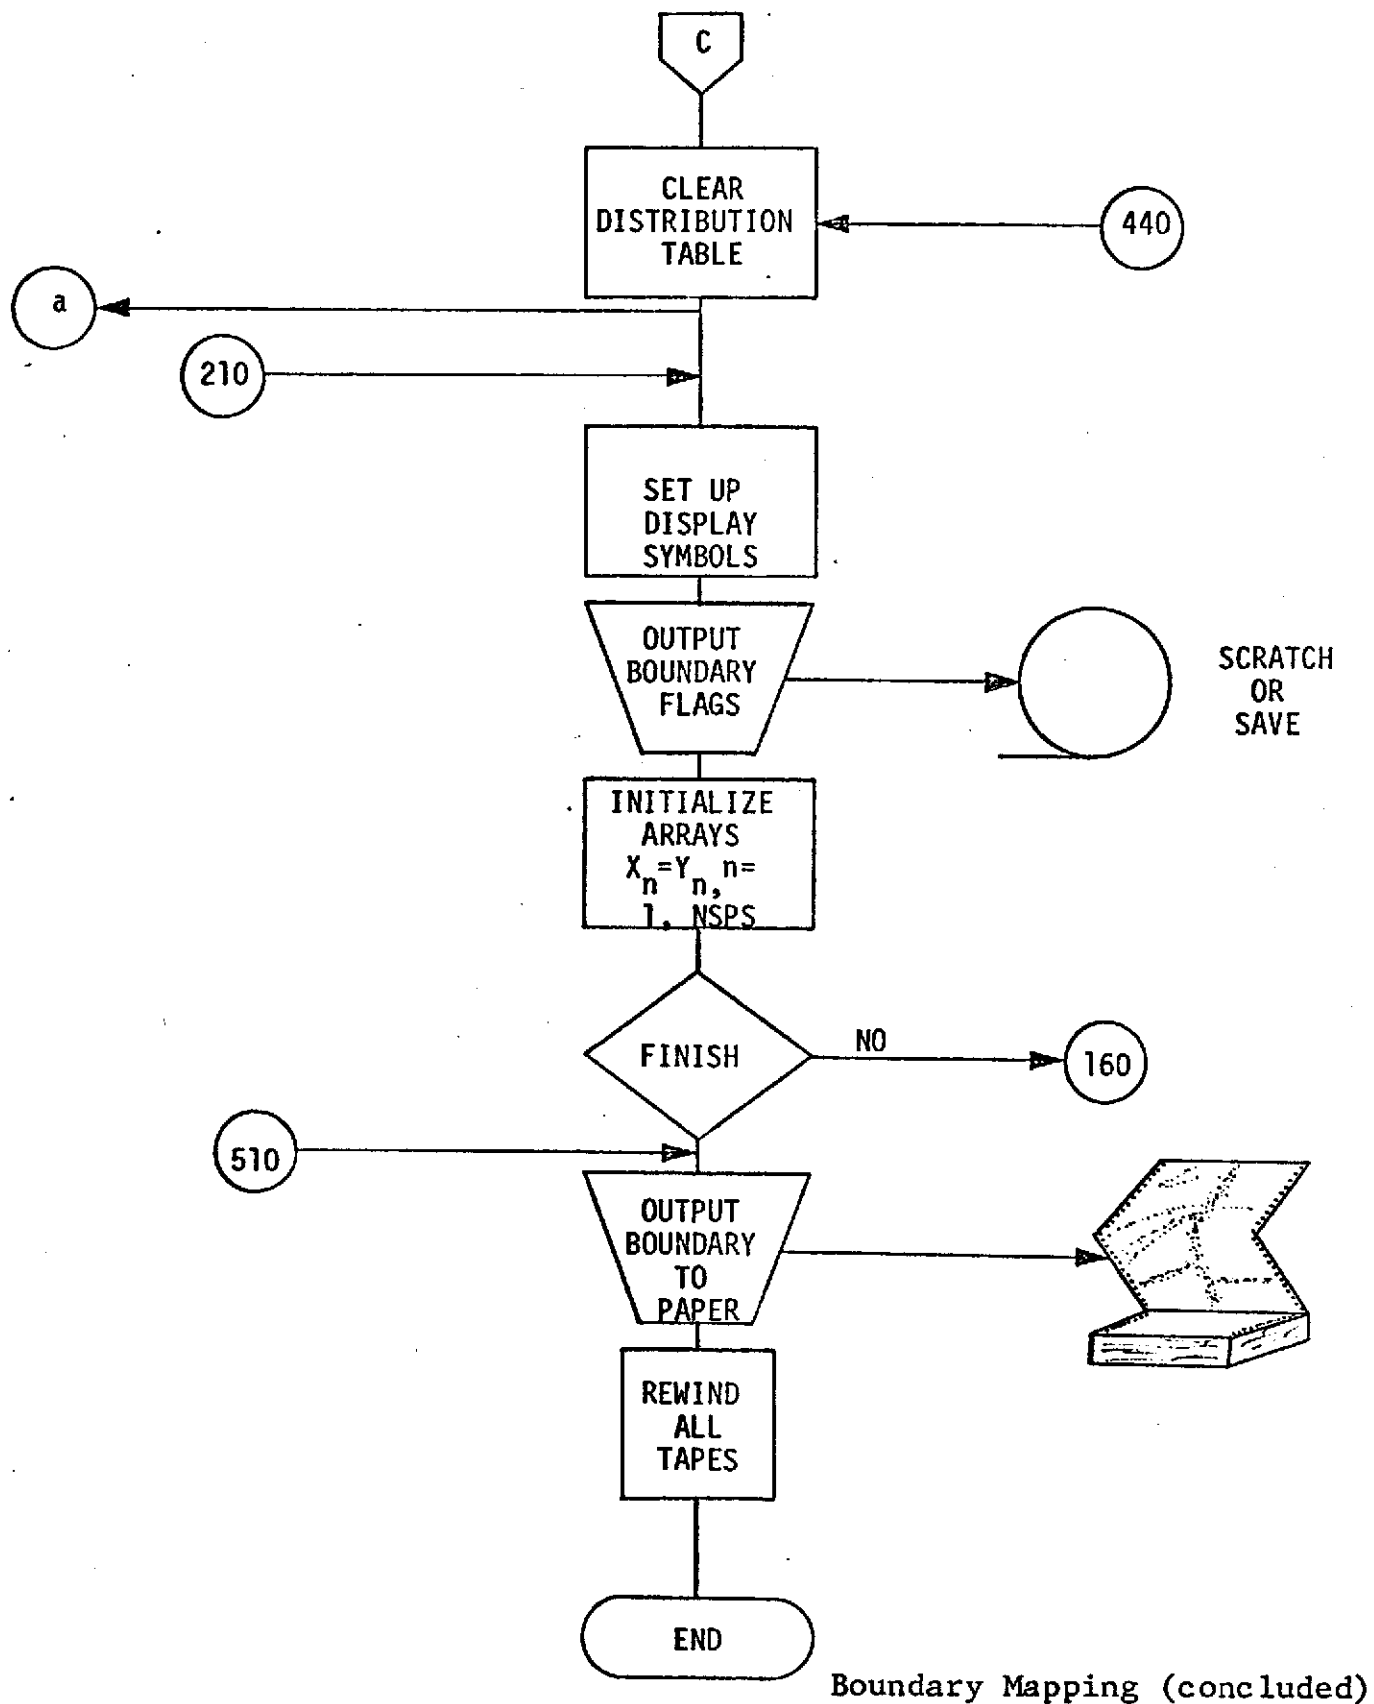 C
CLEAR
DISTRIBUTION
TABLE
440
a
210
SET UP
DISPLAY
SYMBOLS
OUTPUT
BOUNDARY
FLAGS
SCRATCH
OR
SAVE
INITIALIZE
ARRAYS
Xn=Yn, n=
1, NSPS
FINISH
NO
160
510
OUTPUT
BOUNDARY
TO
PAPER
REWIND
ALL
TAPES
END
Boundary Mapping (concluded)